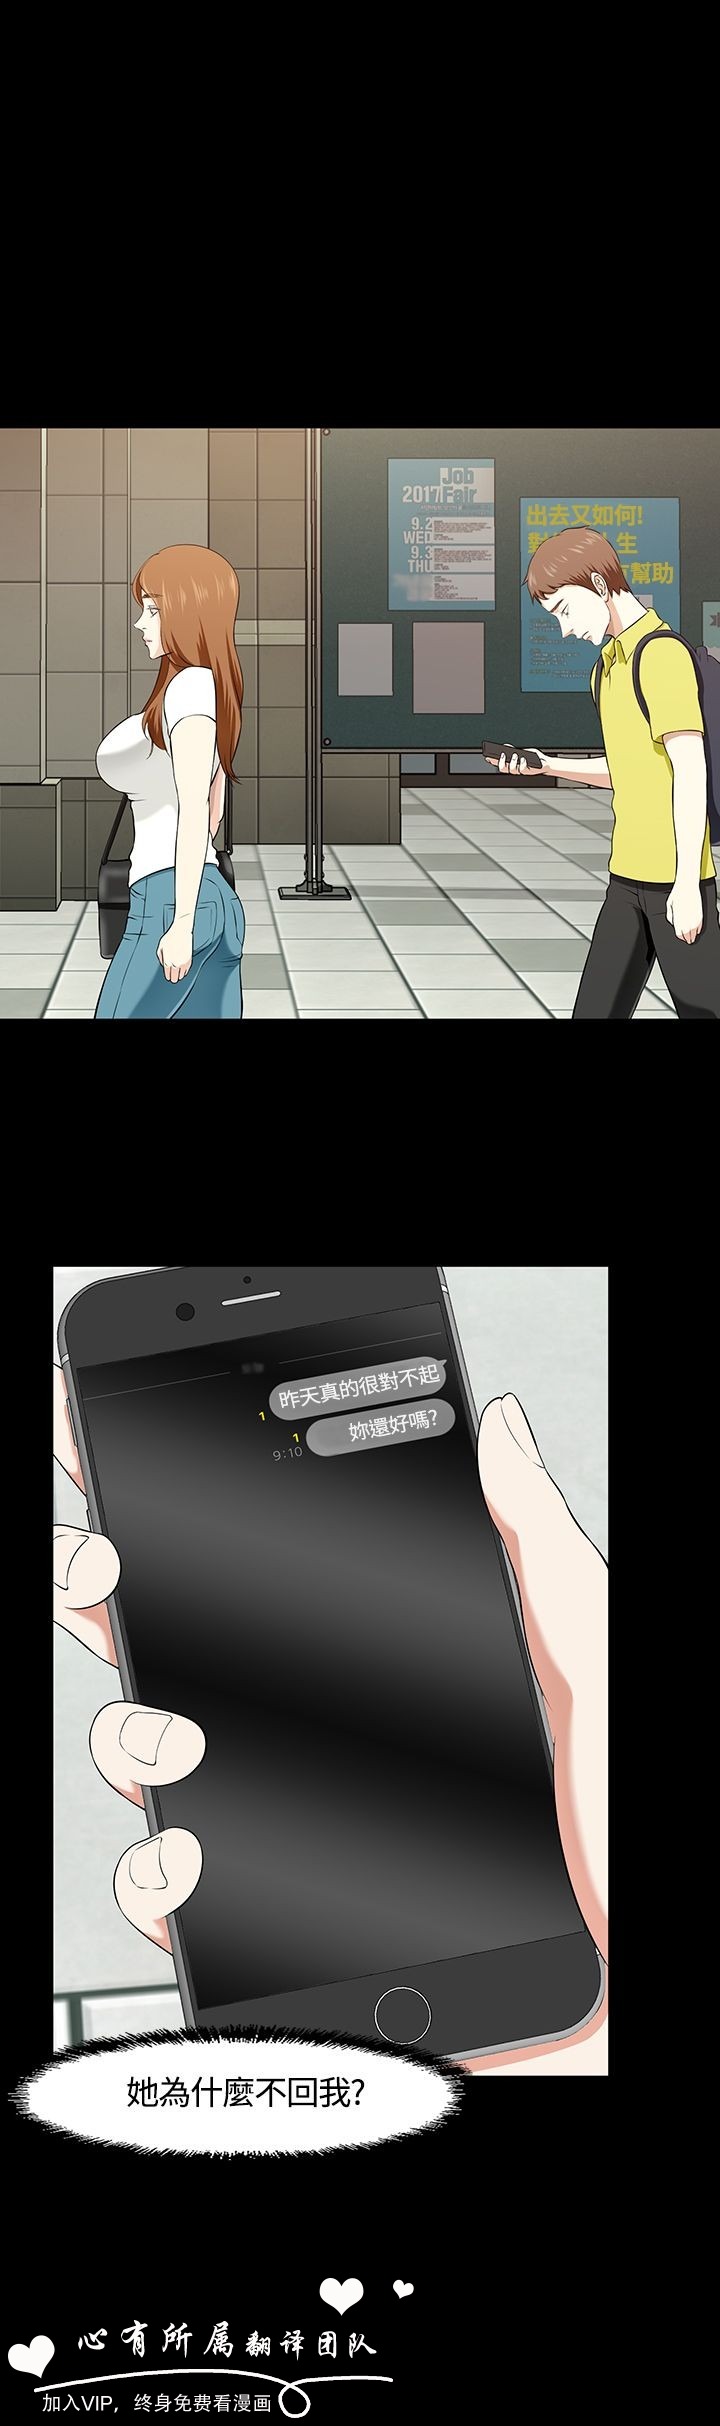 Job
2017 Fair
9.2
WED
9.3
THU
出去又如何!
生
幫助
昨天真的很對不起
1
妳還好嗎?
1
9:10
她為什麼不回我?
心有所属翻译团队
加入VIP，终身免费看漫画